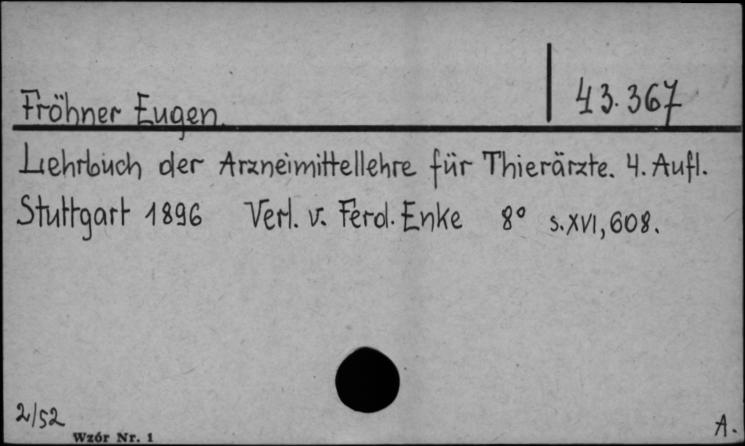 Fröhner Eugen.
43.367
Lehrbuch der Arzneimittellehre für Thierärzte. 4. Aufl.
Stuttgart 1896 Verl. v. Ferd. Enke 8° s. XVI, 608.
2/52
Wzór Nr. 1
A.